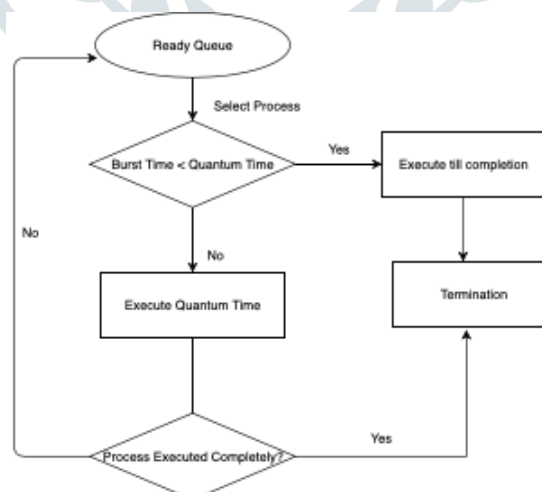 Ready Queue
Select Process
Burst Time < Quantum Time
Yes
Execute till completion
No
No
Execute Quantum Time
Termination
Yes
Process Executed Completely?